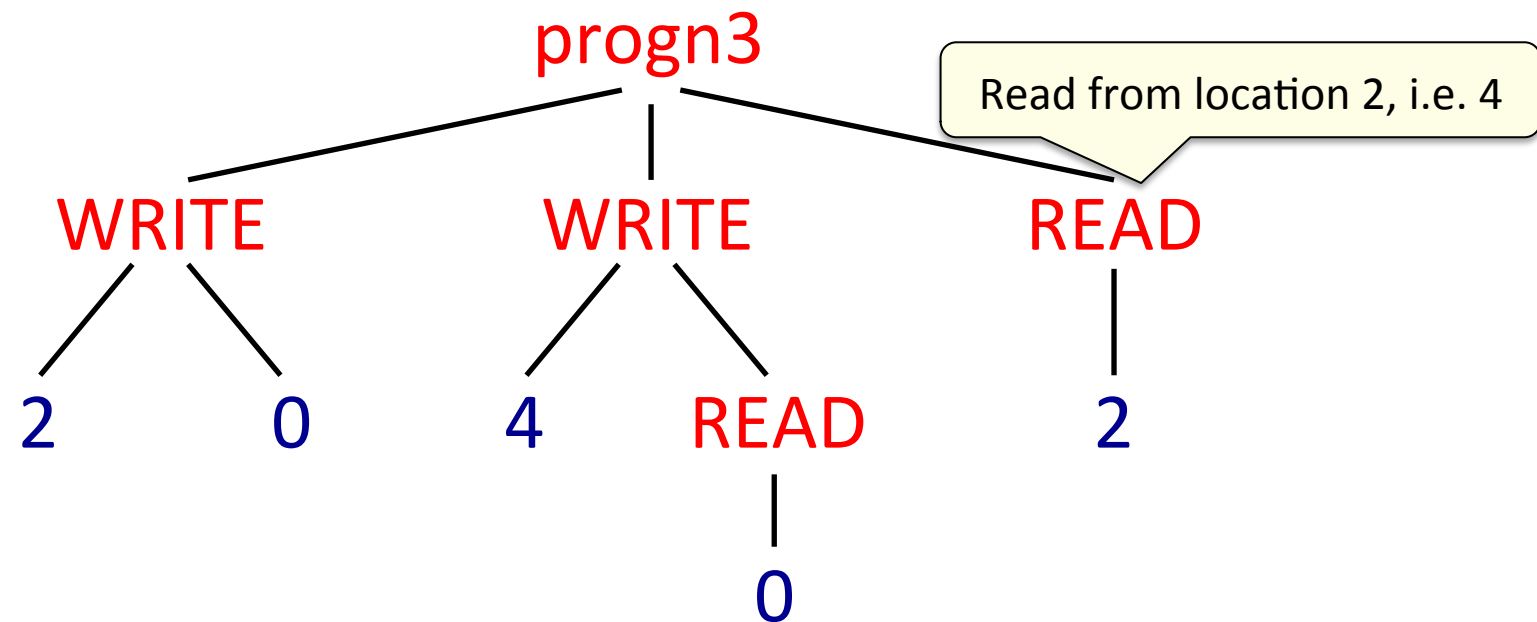 progn3
Read from location 2, i.e. 4
WRITE WRITE READ
2 0 4 READ 2
0